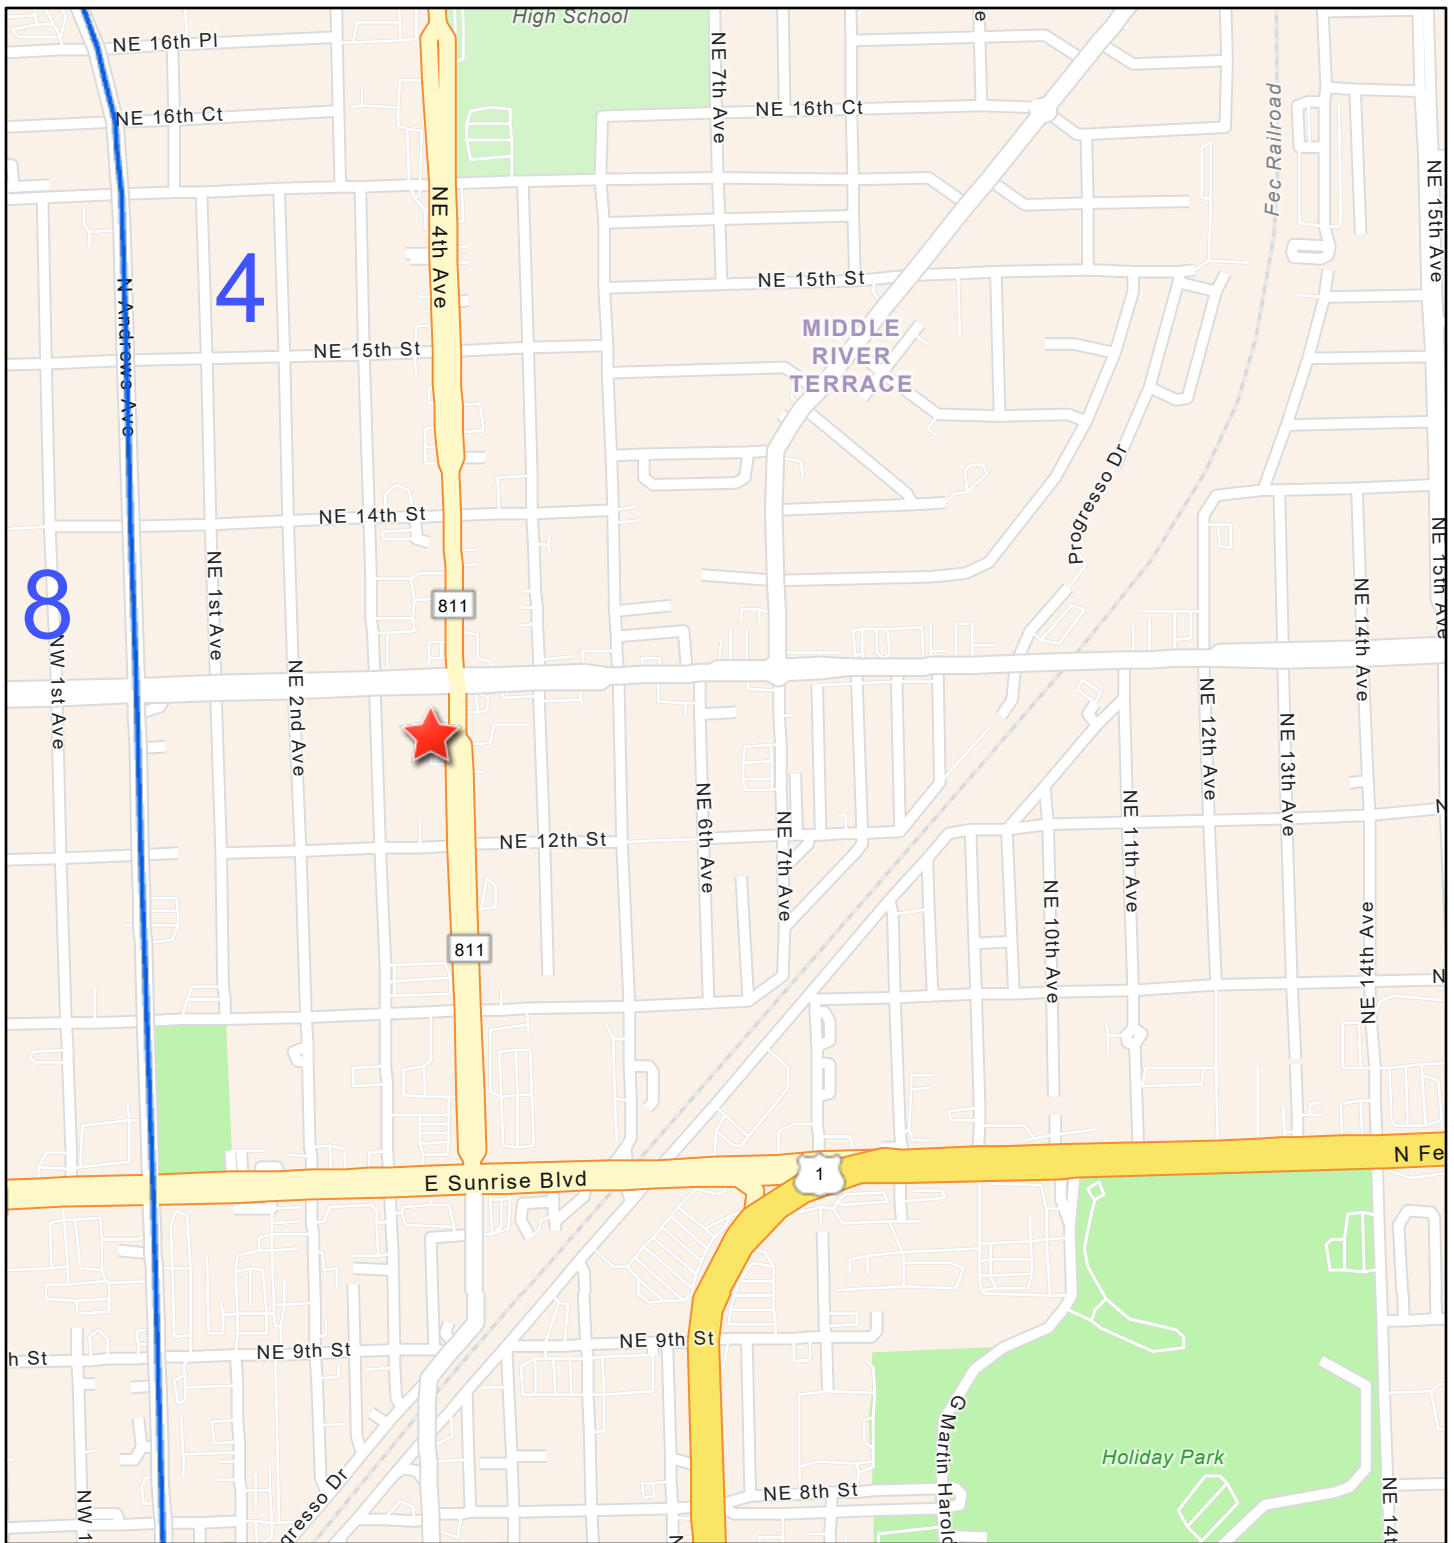 High School
e
NE 16th Pl
NE 7th Ave
NE 16th Ct
NE 16th Ct
Fec Railroad
NE 15th Ave
NE 4th Ave
4
N Andrews Ave
NE 15th St
MIDDLE
RIVER
TERRACE
NE 15th St
Progresso Dr
NE 14th St
NE 15th Ave
8
NE 1st Ave
811
NE 14th Ave
NW 1st Ave
NE 2nd Ave
NE 12th Ave
NE 13th Ave
NE 6th Ave
NE 7th Ave
NE 11th Ave
N
NE 12th St
NE 10th Ave
NE 14th Ave
811
N
N Fe
E Sunrise Blvd
1
NE 9th St
h St
NE 9th St
G Martin Harold
Holiday Park
gresso Dr
NE 8th St
NW 1
NE 14t
N